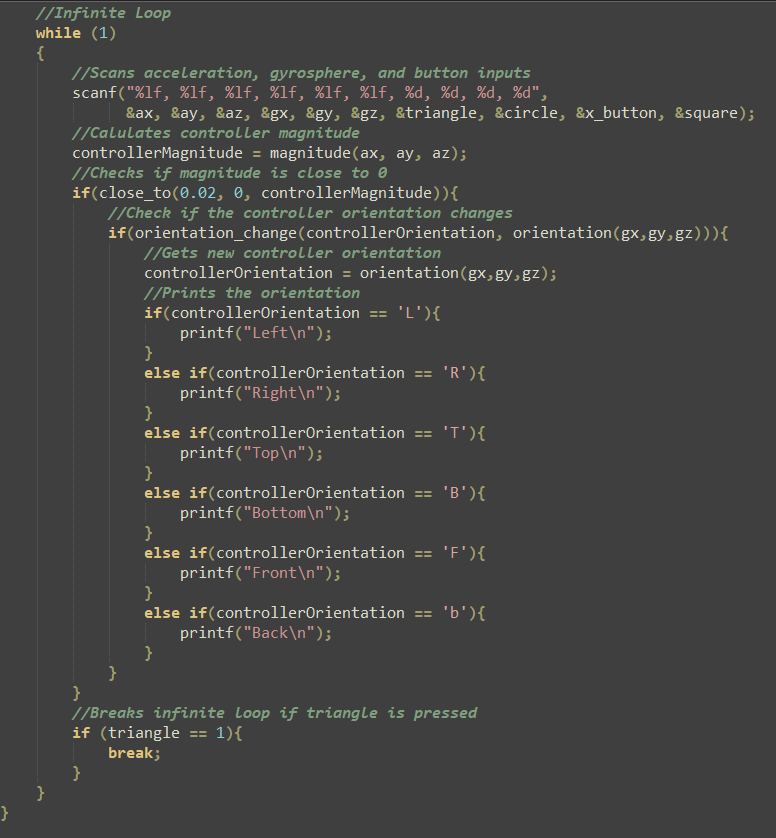 //Infinite Loop
while (1)
{
//Scans acceleration, gyrosphere, and button inputs
scanf("%lf, %lf, %lf, %lf, %lf, %lf, %d, %d, %d, %d",
&ax, &ay, &az, &gx, &gy, &gz, &triangle, &circle, &x_button, &square);
//Calulates controller magnitude
controllerMagnitude = magnitude(ax, ay, az);
//Checks if magnitude is close to 0
if(close_to(0.02, 0, controllerMagnitude)){
//Check if the controller orientation changes
if(orientation_change(controllerOrientation, orientation(gx,gy,gz))){
//Gets new controller orientation
controllerOrientation = orientation(gx,gy,gz);
//Prints the orientation
if(controllerOrientation == 'L'){
printf("Left\n");
}
else if(controllerOrientation == 'R'){
printf("Right\n");
}
else if(controllerOrientation == 'T'){
printf("Top\n");
}
else if(controllerOrientation == 'B'){
printf("Bottom\n");
}
else if(controllerOrientation == 'F'){
printf("Front\n");
}
else if(controllerOrientation == 'b'){
printf("Back\n");
}
}
}
//Breaks infinite loop if triangle is pressed
if (triangle == 1){
break;
}
}
}